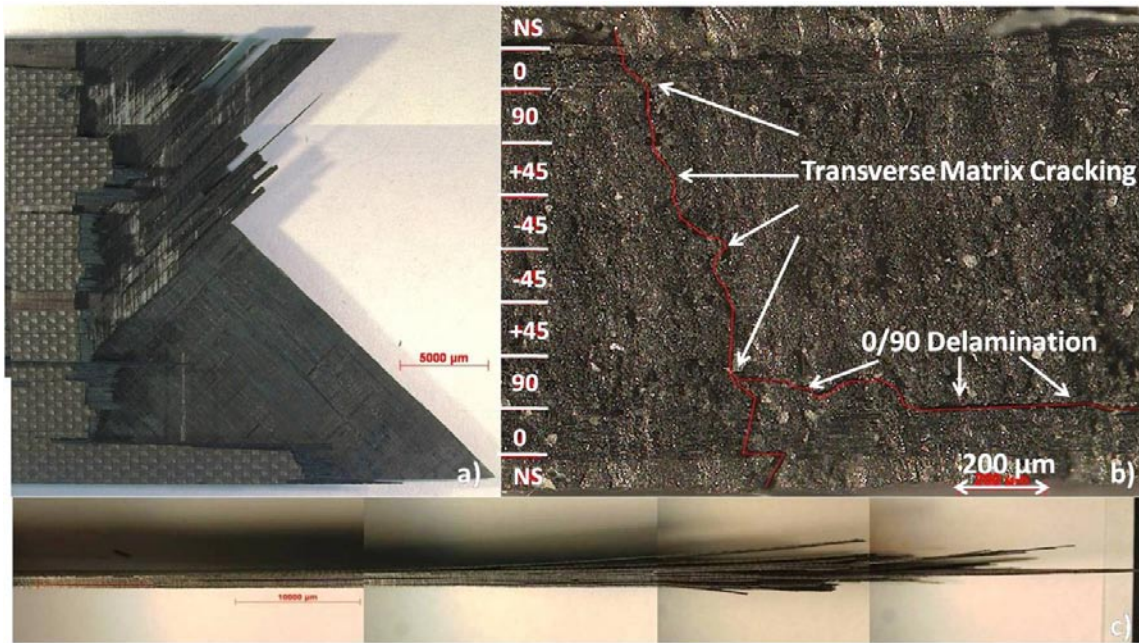 NS
0
90
+45
-45
-45
+45
90
0
NS
Transverse Matrix Cracking
0/90 Delamination
5000 µm
a)
200 µm
b)
10000 µm
c)